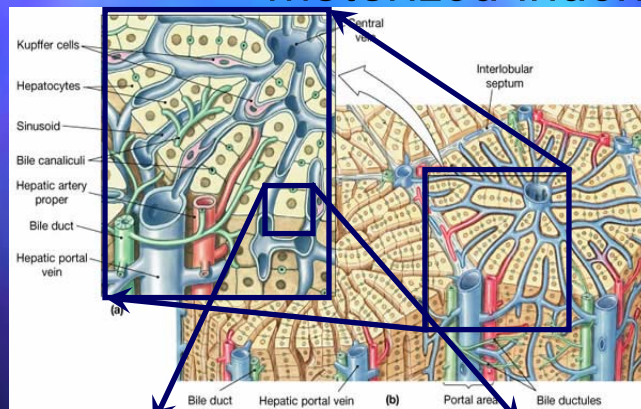 Central
vein
Kupffer cells
Hepatocytes
Sinusoid
Bile canaliculi
Hepatic artery
proper
Bile duct
Hepatic portal
vein
(a)
Interlobular
septum
Bile duct
Hepatic portal vein
(b)
Portal area
Bile ductules